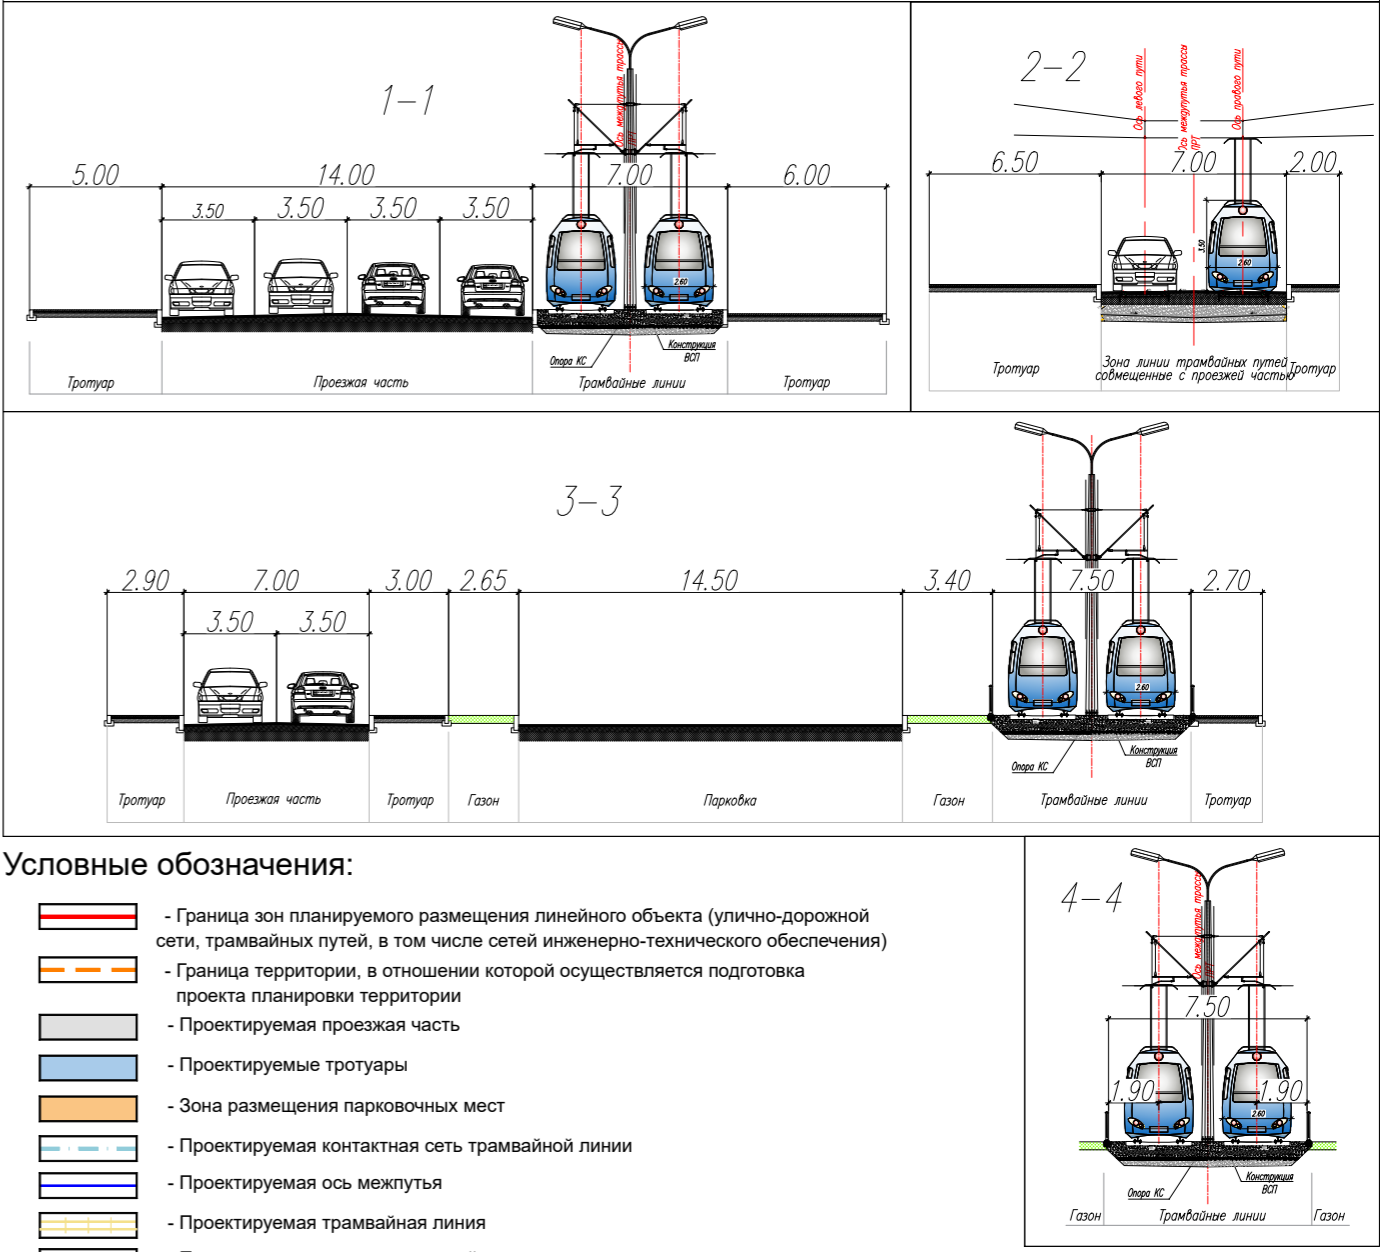 1-1
Ось междупутья трассы
ПРТ
5.00 14.00 7.00 6.00
3.50 3.50 3.50 3.50
2.60
Опора КС
Конструкция
ВСП
Тротуар Проезжая часть Трамвайные линии Тротуар
2-2
Ось левого пути
Ось междупутья трассы
ПРТ
Ось правого пути
6.50 7.00 2.00
3.50
2.60
Тротуар
Зона линии трамвайных путей
совмещенные с проезжей частью
Тротуар
3-3
2.90 7.00 3.00 2.65 14.50 3.40 7.50 2.70
3.50 3.50
2.60
Опора КС
Конструкция
ВСП
Тротуар Проезжая часть Тротуар Газон Парковка Газон Трамвайные линии Тротуар
Условные обозначения:
- Граница зон планируемого размещения линейного объекта (улично-дорожной
сети, трамвайных путей, в том числе сетей инженерно-технического обеспечения)
- Граница территории, в отношении которой осуществляется подготовка
проекта планировки территории
- Проектируемая проезжая часть
- Проектируемые тротуары
- Зона размещения парковочных мест
- Проектируемая контактная сеть трамвайной линии
- Проектируемая ось межпутья
- Проектируемая трамвайная линия
4-4
Ось междупутья трассы
ПРТ
7.50
1.90 1.90
2.60
Опора КС
Конструкция
ВСП
Газон Трамвайные линии Газон